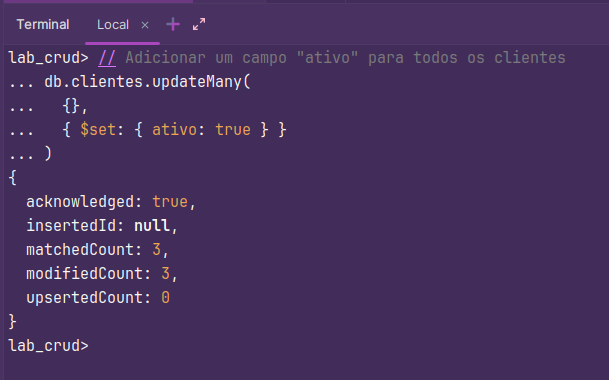 Terminal Local × +
lab_crud> // Adicionar um campo "ativo" para todos os clientes
... db.clientes.updateMany(
...   {},
...   { $set: { ativo: true } }
... )
{
  acknowledged: true,
  insertedId: null,
  matchedCount: 3,
  modifiedCount: 3,
  upsertedCount: 0
}
lab_crud>